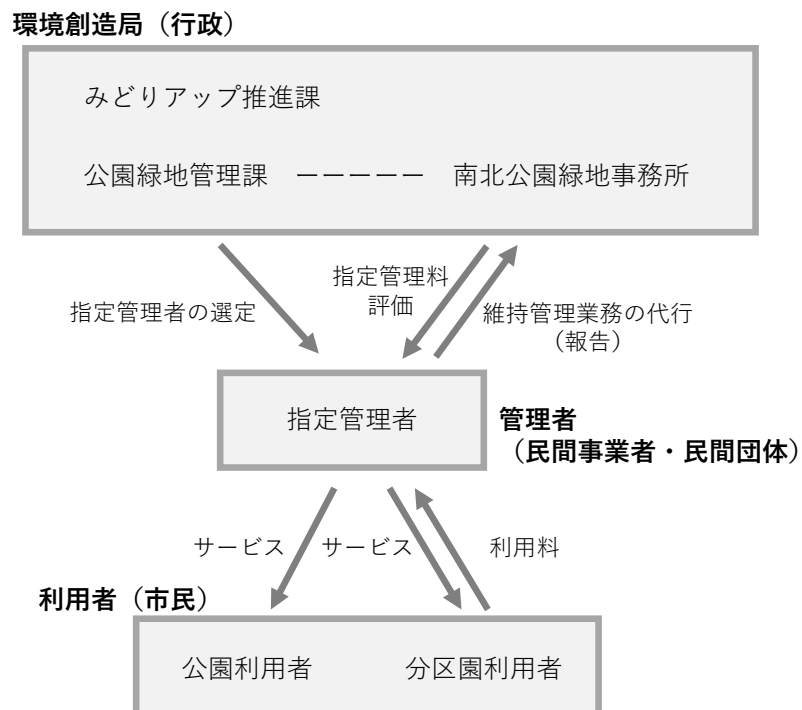 環境創造局（行政）
みどりアップ推進課
公園緑地管理課　ーーーーー　南北公園緑地事務所
指定管理者の選定
指定管理料
評価
維持管理業務の代行
（報告）
指定管理者
管理者
（民間事業者・民間団体）
サービス
サービス
利用料
利用者（市民）
公園利用者
分区園利用者